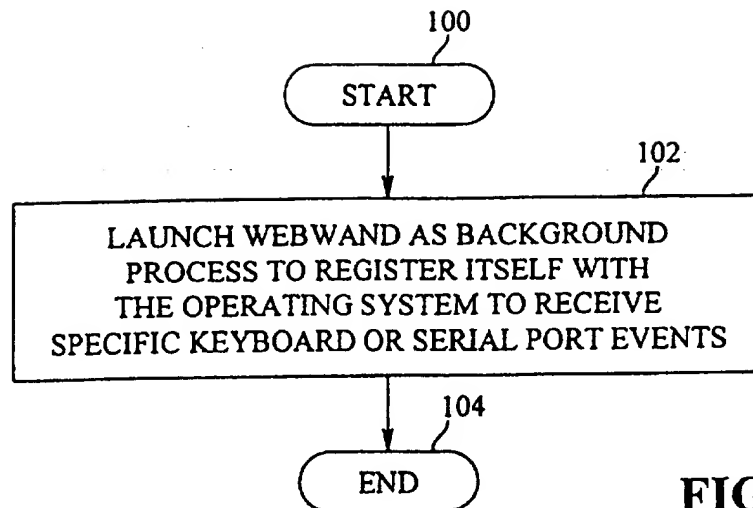 100
START
102
LAUNCH WEBWAND AS BACKGROUND
PROCESS TO REGISTER ITSELF WITH
THE OPERATING SYSTEM TO RECEIVE
SPECIFIC KEYBOARD OR SERIAL PORT EVENTS
104
END
FIG